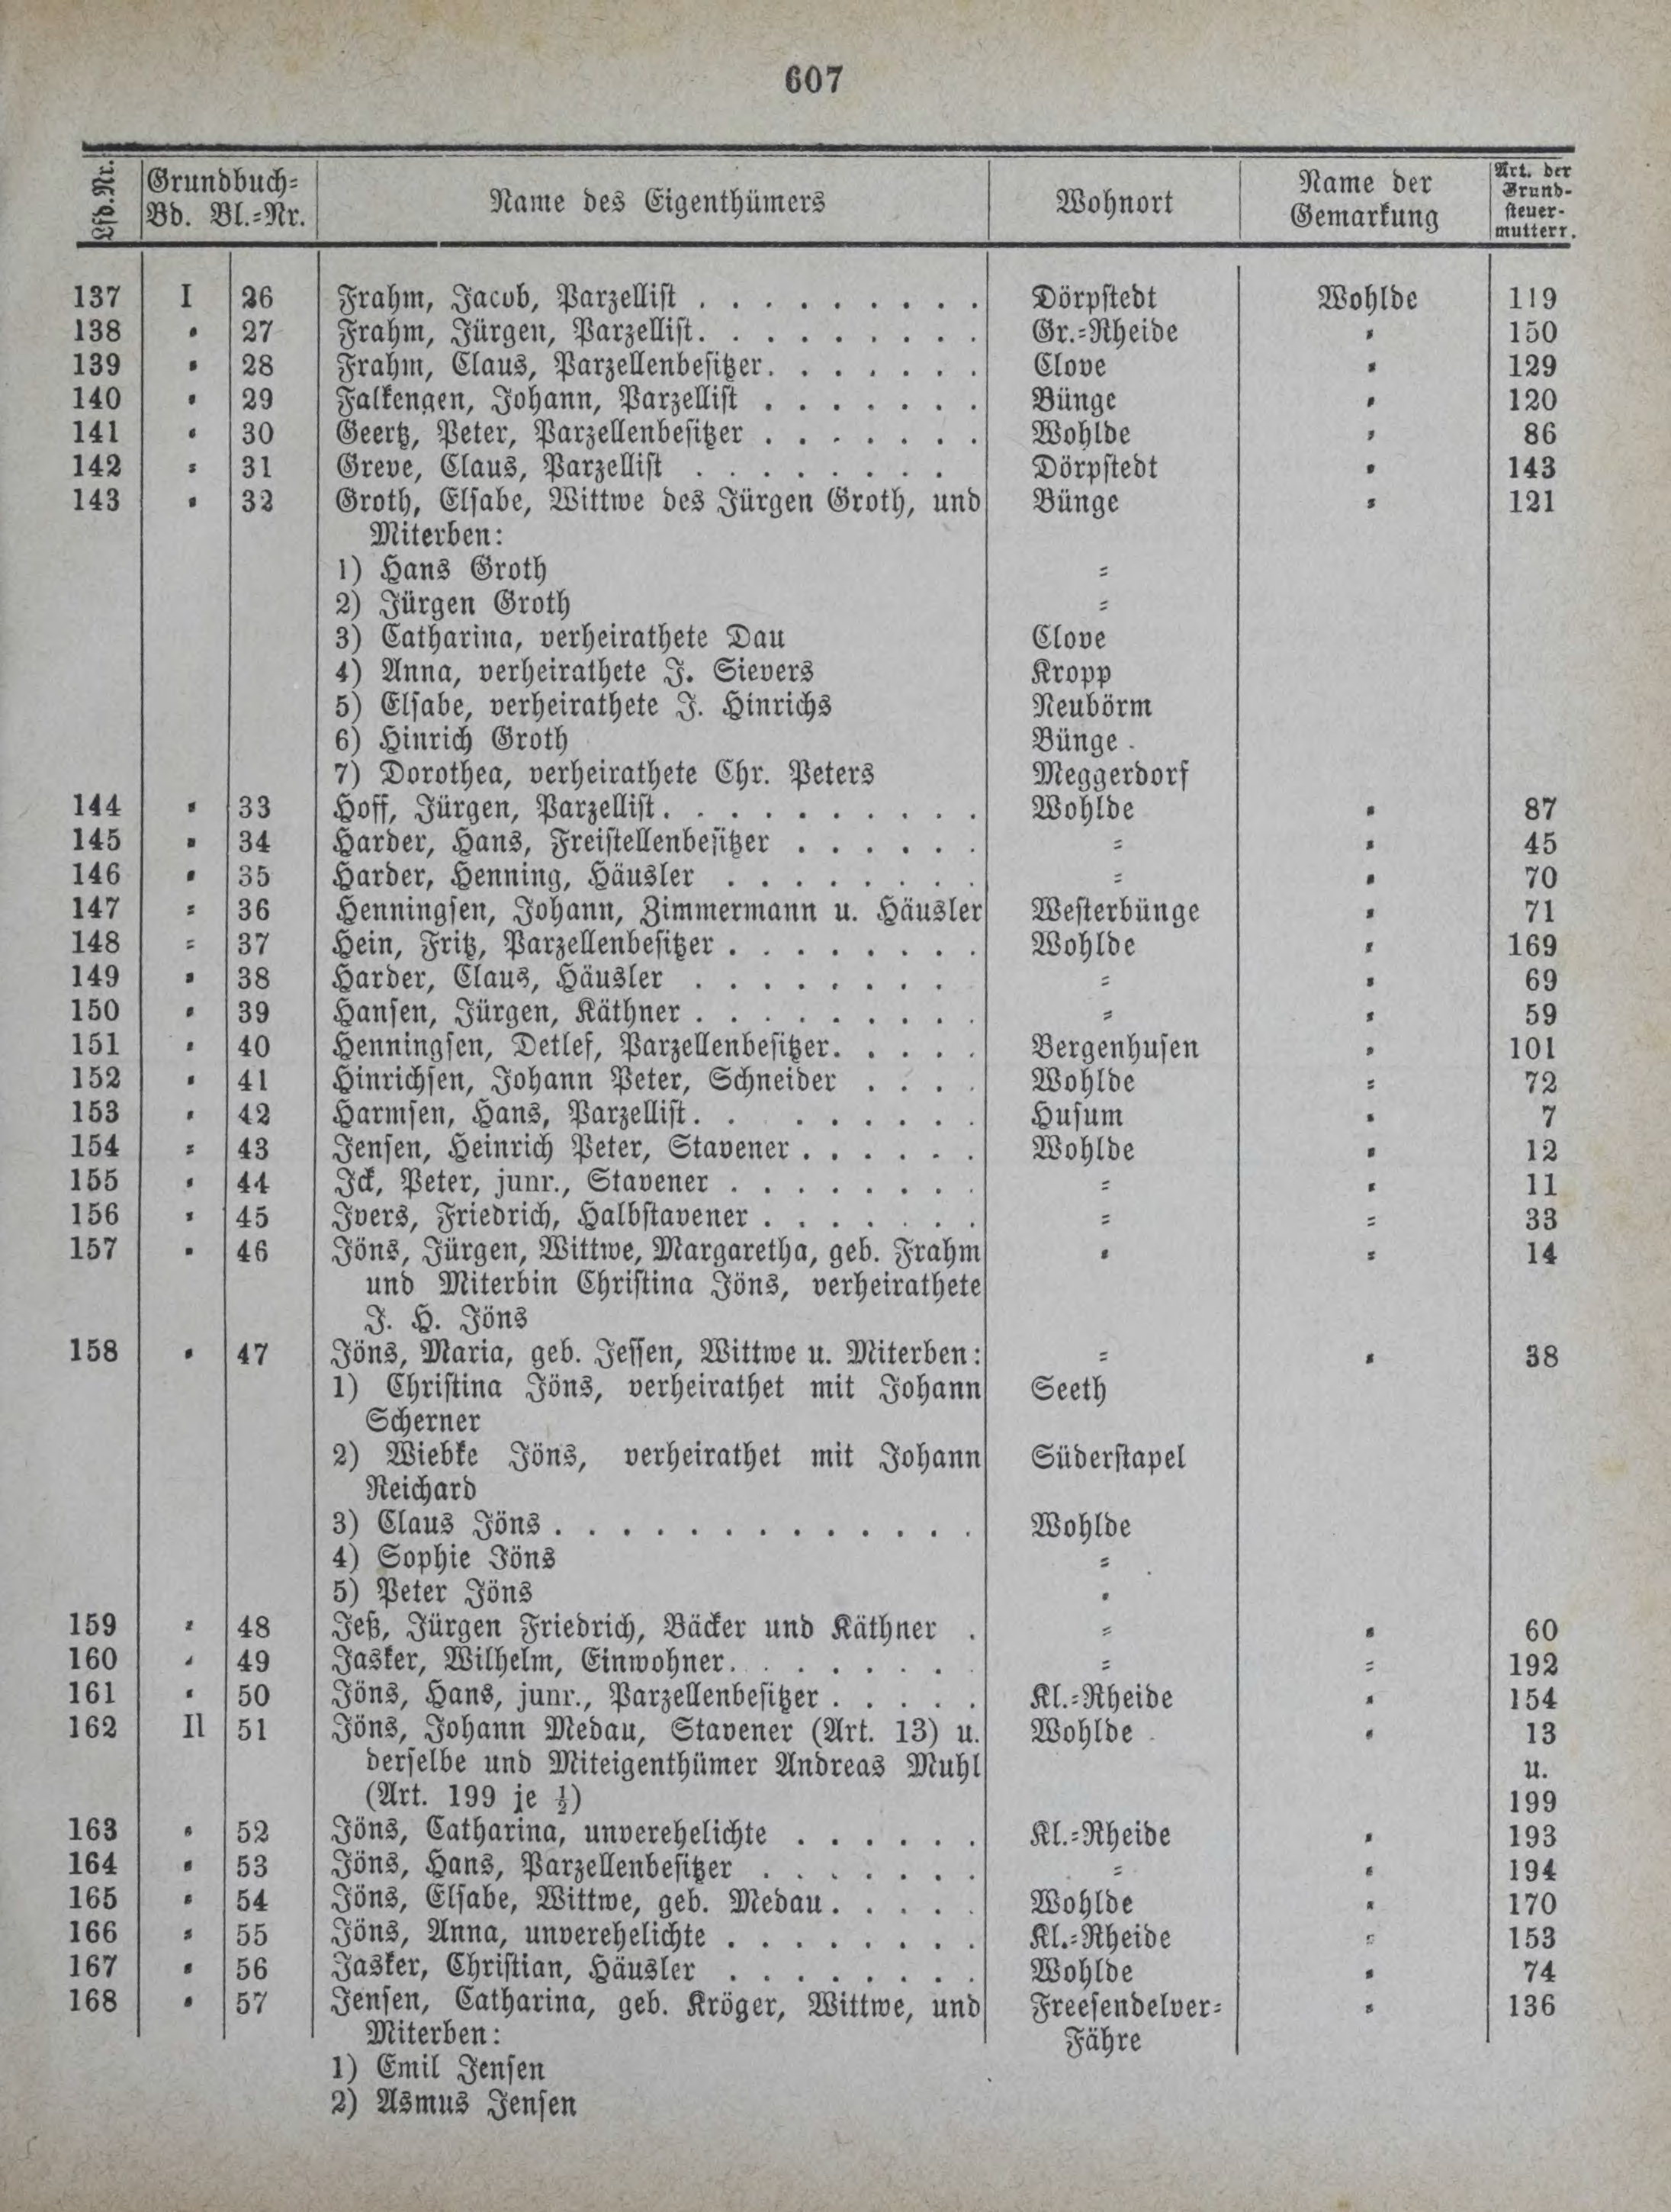 607
Lfd. Nr. Grundbuch= Bd. Bl.=Nr. Name des Eigenthümers Wohnort Name der Gemarkung Art. der Grund-steuer-mutterr.
137 I 26 Frahm, Jacob, Parzellist . . . . . . . . . Dörpstedt Wohlde 119
138 = 27 Frahm, Jürgen, Parzellist. . . . . . . . . Gr.=Rheide = 150
139 = 28 Frahm, Claus, Parzellenbesitzer. . . . . . . Clove = 129
140 = 29 Falkengen, Johann, Parzellist . . . . . . . Bünge = 120
141 = 30 Geertz, Peter, Parzellenbesitzer . . . . . . . Wohlde = 86
142 = 31 Greve, Claus, Parzellist . . . . . . . . Dörpstedt = 143
143 = 32 Groth, Elsabe, Wittwe des Jürgen Groth, und Bünge = 121
Miterben:
1) Hans Groth =
2) Jürgen Groth =
3) Catharina, verheirathete Dau Clove
4) Anna, verheirathete J. Sievers Kropp
5) Elsabe, verheirathete J. Hinrichs Neubörm
6) Hinrich Groth Bünge
7) Dorothea, verheirathete Chr. Peters Meggerdorf
144 = 33 Hoff, Jürgen, Parzellist. . . . . . . . . . Wohlde = 87
145 = 34 Harder, Hans, Freistellenbesitzer . . . . . . = = 45
146 = 35 Harder, Henning, Häusler . . . . . . . . = = 70
147 = 36 Henningsen, Johann, Zimmermann u. Häusler Westerbünge = 71
148 = 37 Hein, Fritz, Parzellenbesitzer . . . . . . . . Wohlde = 169
149 = 38 Harder, Claus, Häusler . . . . . . . . = = 69
150 = 39 Hansen, Jürgen, Käthner . . . . . . . . . = = 59
151 = 40 Henningsen, Detlef, Parzellenbesitzer. . . . . Bergenhusen = 101
152 = 41 Hinrichsen, Johann Peter, Schneider . . . . Wohlde = 72
153 = 42 Harmsen, Hans, Parzellist. . . . . . . . Husum = 7
154 = 43 Jensen, Heinrich Peter, Stavener . . . . . . Wohlde = 12
155 = 44 Ick, Peter, junr., Stavener . . . . . . . . = = 11
156 = 45 Ivers, Friedrich, Halbstavener . . . . . . . = = 33
157 = 46 Jöns, Jürgen, Wittwe, Margaretha, geb. Frahm = = 14
und Miterbin Christina Jöns, verheirathete
J. H. Jöns
158 = 47 Jöns, Maria, geb. Jessen, Wittwe u. Miterben: = = 38
1) Christina Jöns, verheirathet mit Johann Seeth
Scherner
2) Wiebke Jöns, verheirathet mit Johann Süderstapel
Reichard
3) Claus Jöns . . . . . . . . . . . . . Wohlde
4) Sophie Jöns =
5) Peter Jöns =
159 = 48 Jeß, Jürgen Friedrich, Bäcker und Käthner . = = 60
160 = 49 Jasker, Wilhelm, Einwohner. . . . . . . . = = 192
161 = 50 Jöns, Hans, junr., Parzellenbesitzer . . . . . Kl.=Rheide = 154
162 II 51 Jöns, Johann Medau, Stavener (Art. 13) u. Wohlde = 13
derselbe und Miteigenthümer Andreas Muhl u.
(Art. 199 je ½) 199
163 = 52 Jöns, Catharina, unverehelichte . . . . . . Kl.=Rheide = 193
164 = 53 Jöns, Hans, Parzellenbesitzer . . . . . . . = = 194
165 = 54 Jöns, Elsabe, Wittwe, geb. Medau. . . . . Wohlde = 170
166 = 55 Jöns, Anna, unverehelichte . . . . . . . . Kl.=Rheide = 153
167 = 56 Jasker, Christian, Häusler . . . . . . . . Wohlde = 74
168 = 57 Jensen, Catharina, geb. Kröger, Wittwe, und Freesendelver= = 136
Miterben: Fähre
1) Emil Jensen
2) Asmus Jensen